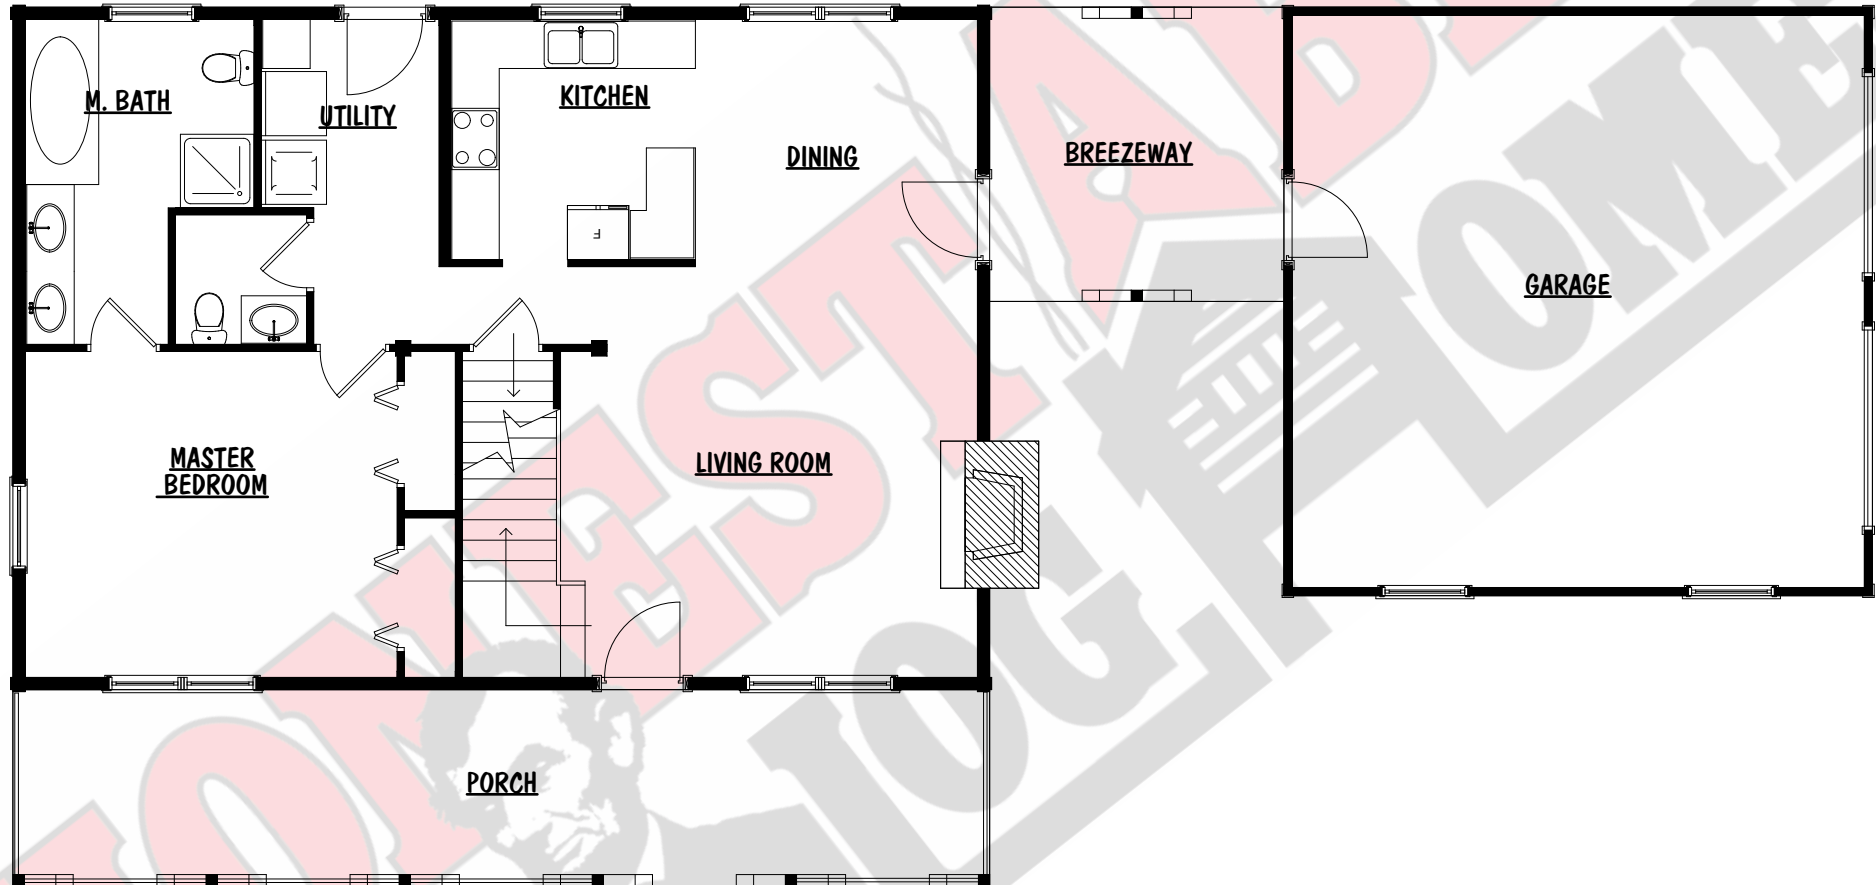 M. BATH
UTILITY
KITCHEN
DINING
BREEZEWAY
F
GARAGE
MASTER
BEDROOM
LIVING ROOM
PORCH